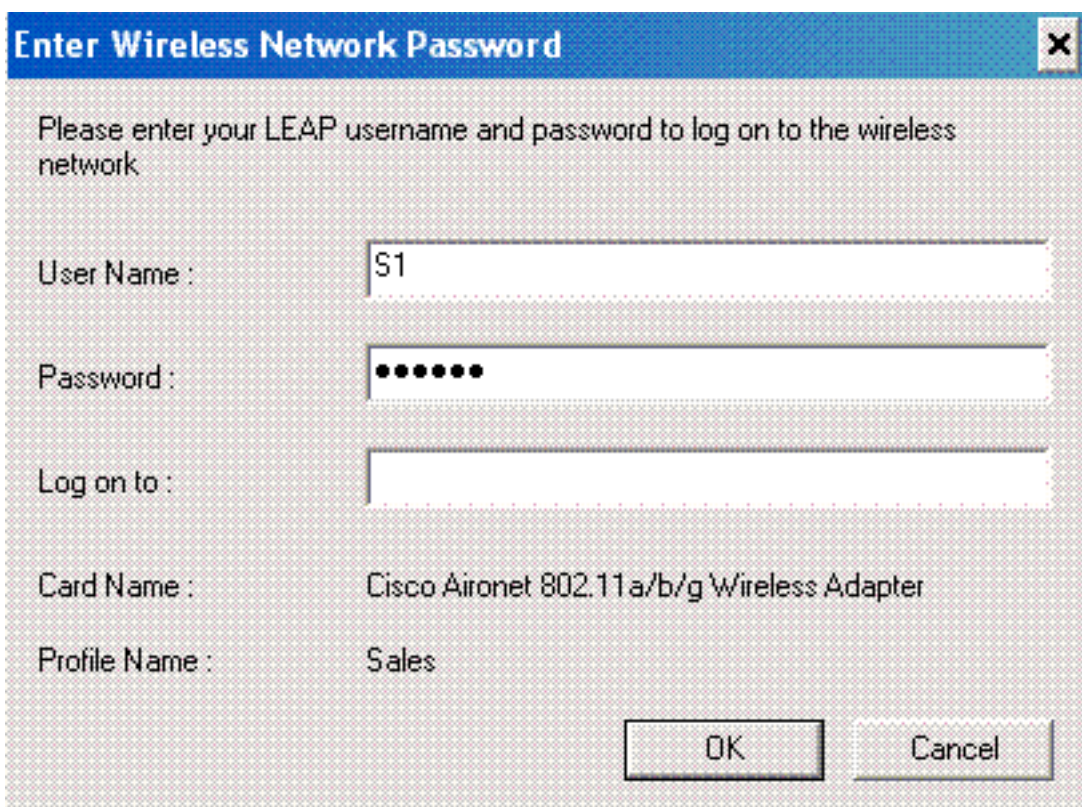 Enter Wireless Network Password
Please enter your LEAP username and password to log on to the wireless
network
User Name : S1
Password : ●●●●●●
Log on to :
Card Name : Cisco Aironet 802.11a/b/g Wireless Adapter
Profile Name : Sales
OK Cancel